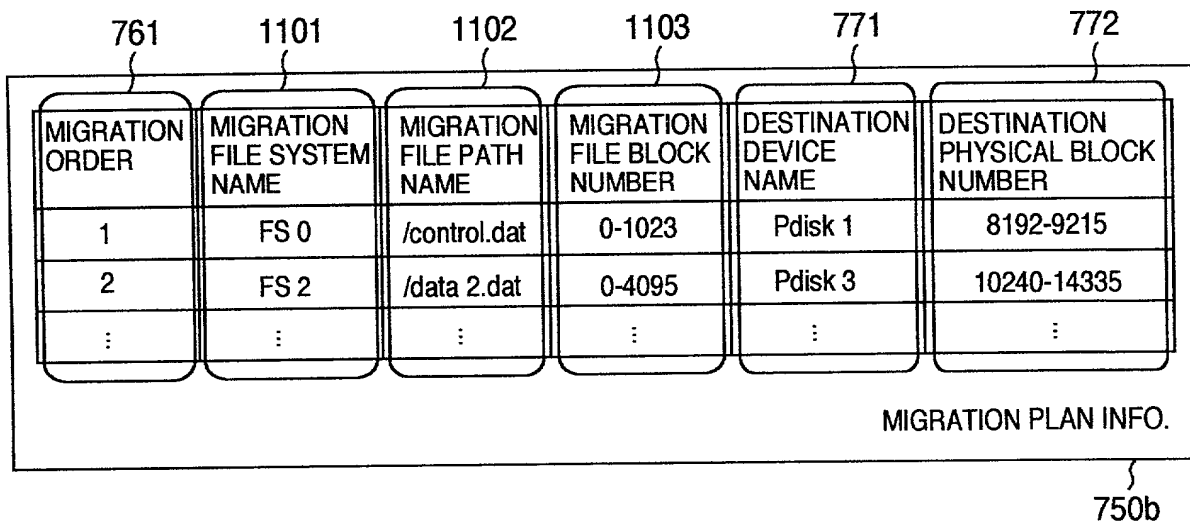 761 1101 1102 1103 771 772
MIGRATION ORDER MIGRATION FILE SYSTEM NAME MIGRATION FILE PATH NAME MIGRATION FILE BLOCK NUMBER DESTINATION DEVICE NAME DESTINATION PHYSICAL BLOCK NUMBER
1 FS 0 /control.dat 0-1023 Pdisk 1 8192-9215
2 FS 2 /data 2.dat 0-4095 Pdisk 3 10240-14335
⋮ ⋮ ⋮ ⋮ ⋮ ⋮
MIGRATION PLAN INFO.
750b